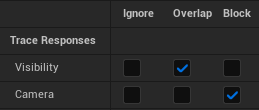 Ignore Overlap Block
Trace Responses
Visibility
Camera